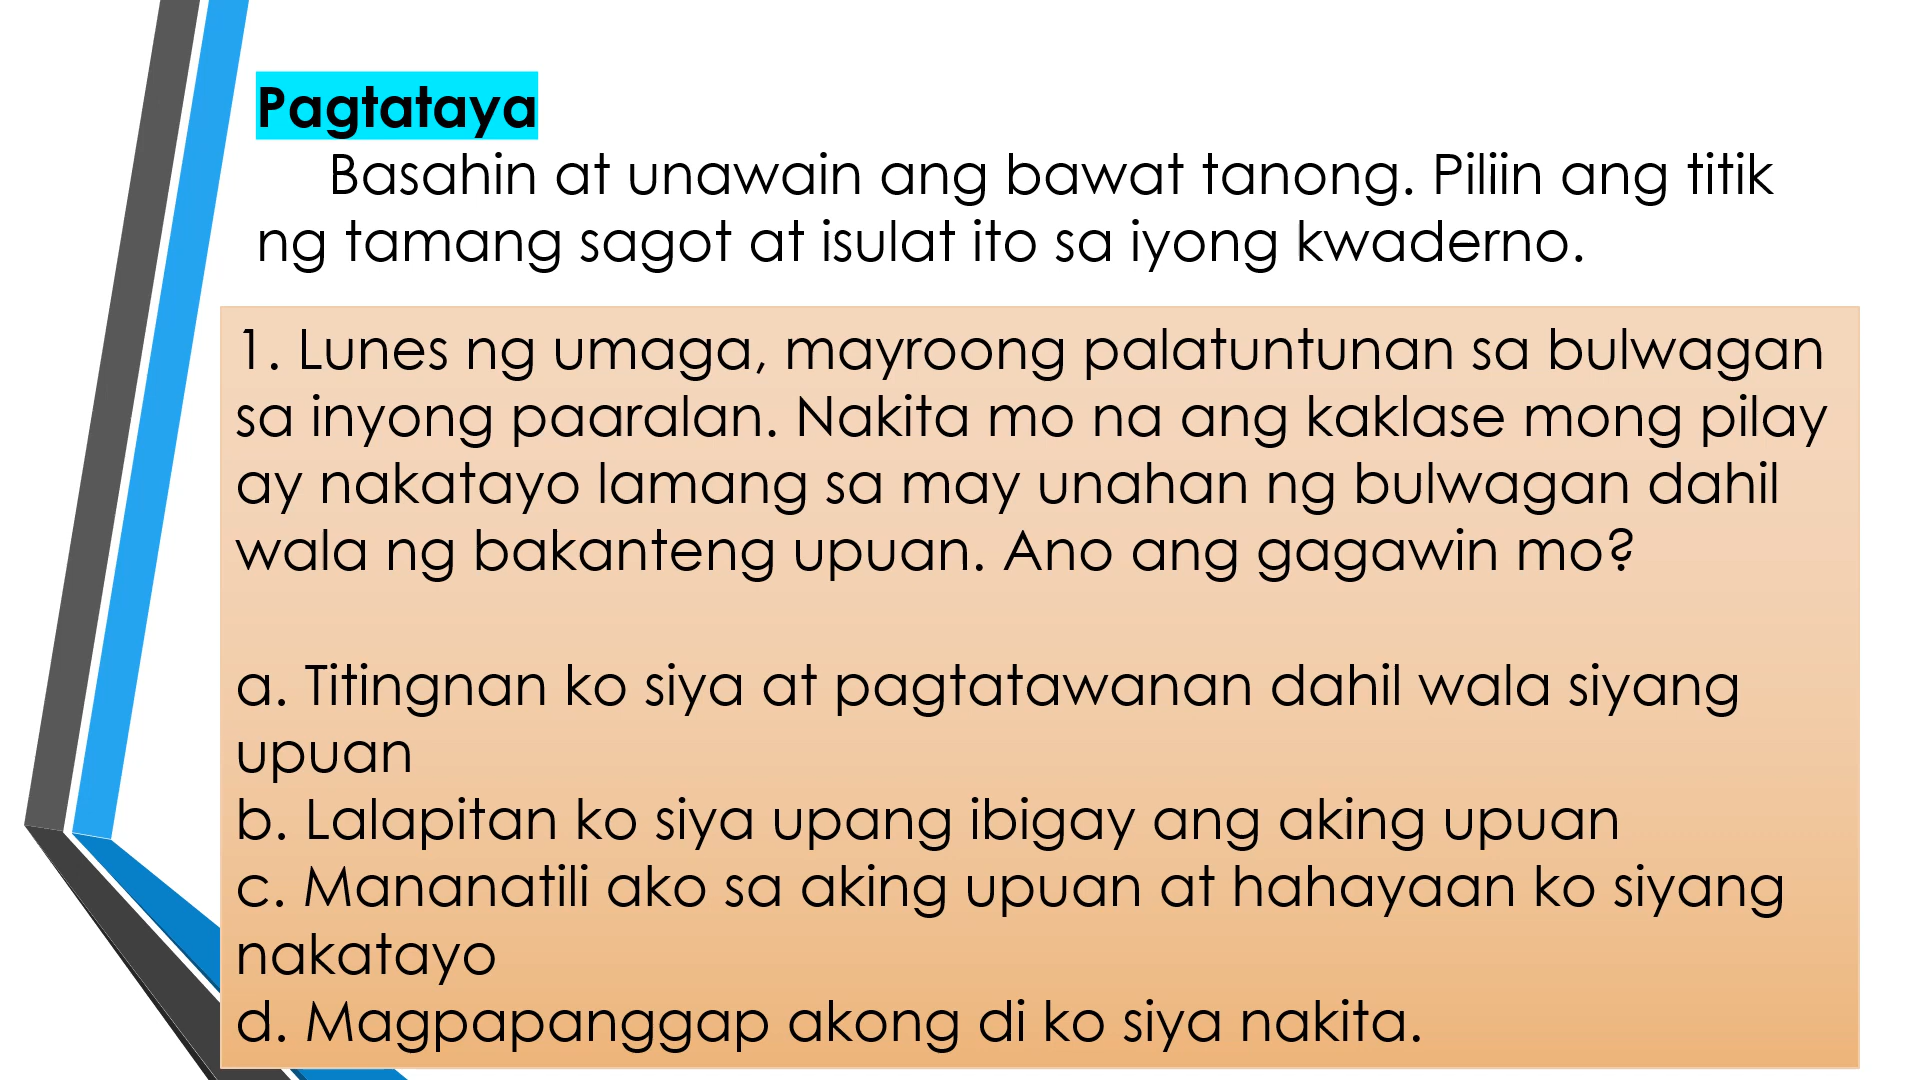 Pagtataya
Basahin at unawain ang bawat tanong. Piliin ang titik
ng tamang sagot at isulat ito sa iyong kwaderno.
1. Lunes ng umaga, mayroong palatuntunan sa bulwagan
sa inyong paaralan. Nakita mo na ang kaklase mong pilay
ay nakatayo lamang sa may unahan ng bulwagan dahil
wala ng bakanteng upuan. Ano ang gagawin mo?
a. Titingnan ko siya at pagtatawanan dahil wala siyang
upuan
b. Lalapitan ko siya upang ibigay ang aking upuan
c. Mananatili ako sa aking upuan at hahayaan ko siyang
nakatayo
d. Magpapanggap akong di ko siya nakita.